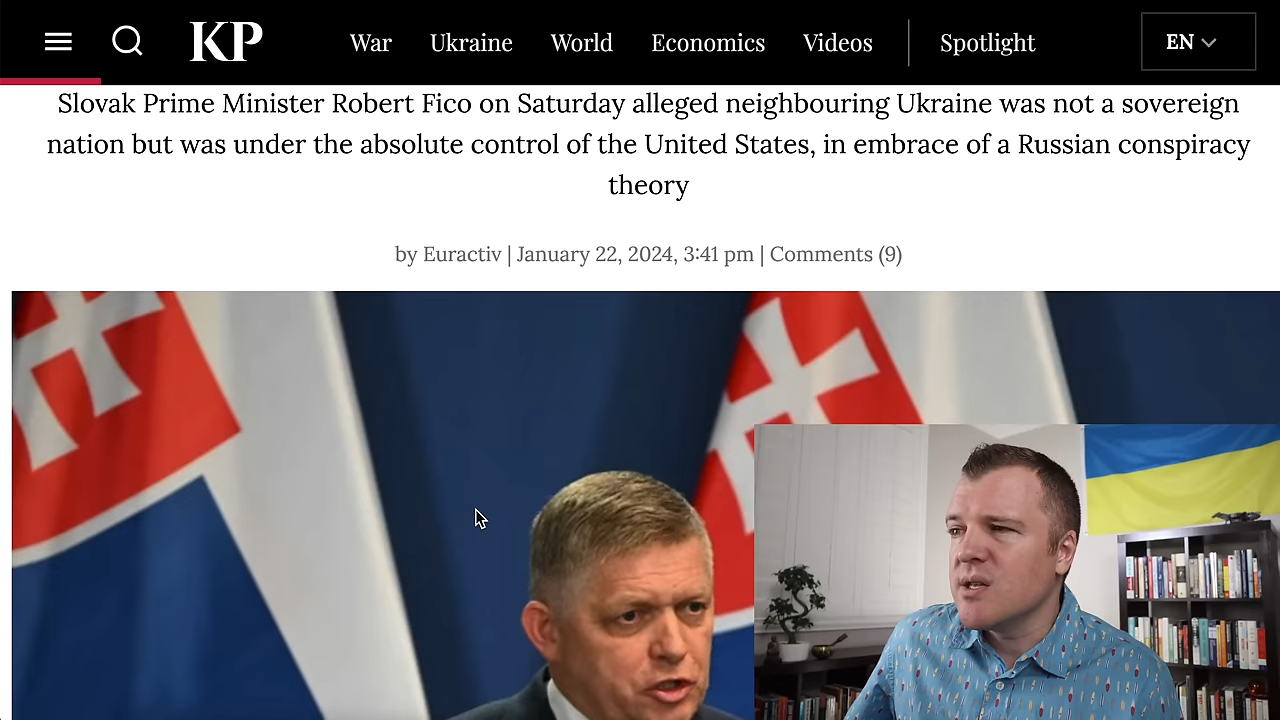 KP War Ukraine World Economics Videos Spotlight EN
Slovak Prime Minister Robert Fico on Saturday alleged neighbouring Ukraine was not a sovereign
nation but was under the absolute control of the United States, in embrace of a Russian conspiracy
theory
by Euractiv | January 22, 2024, 3:41 pm | Comments (9)